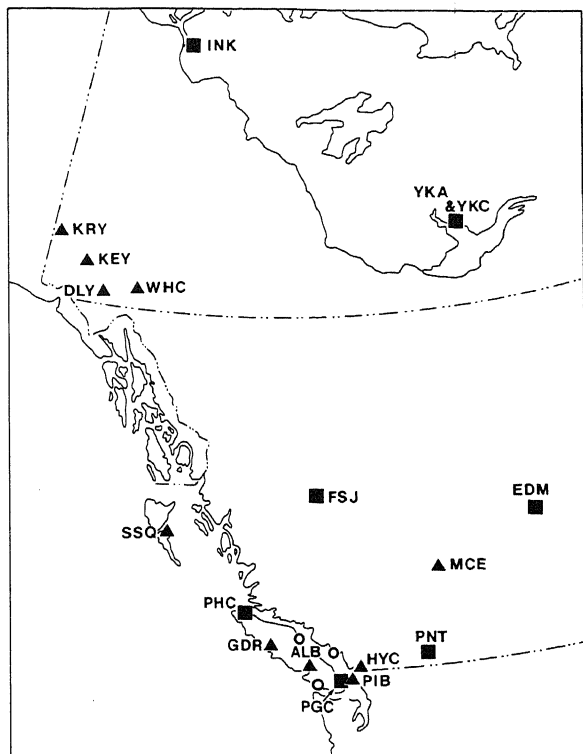 INK
YKA
&YKC
KRY
KEY
DLY
WHC
FSJ
EDM
SSQ
MCE
PHC
PNT
GDR
ALB
HYC
PIB
PGC